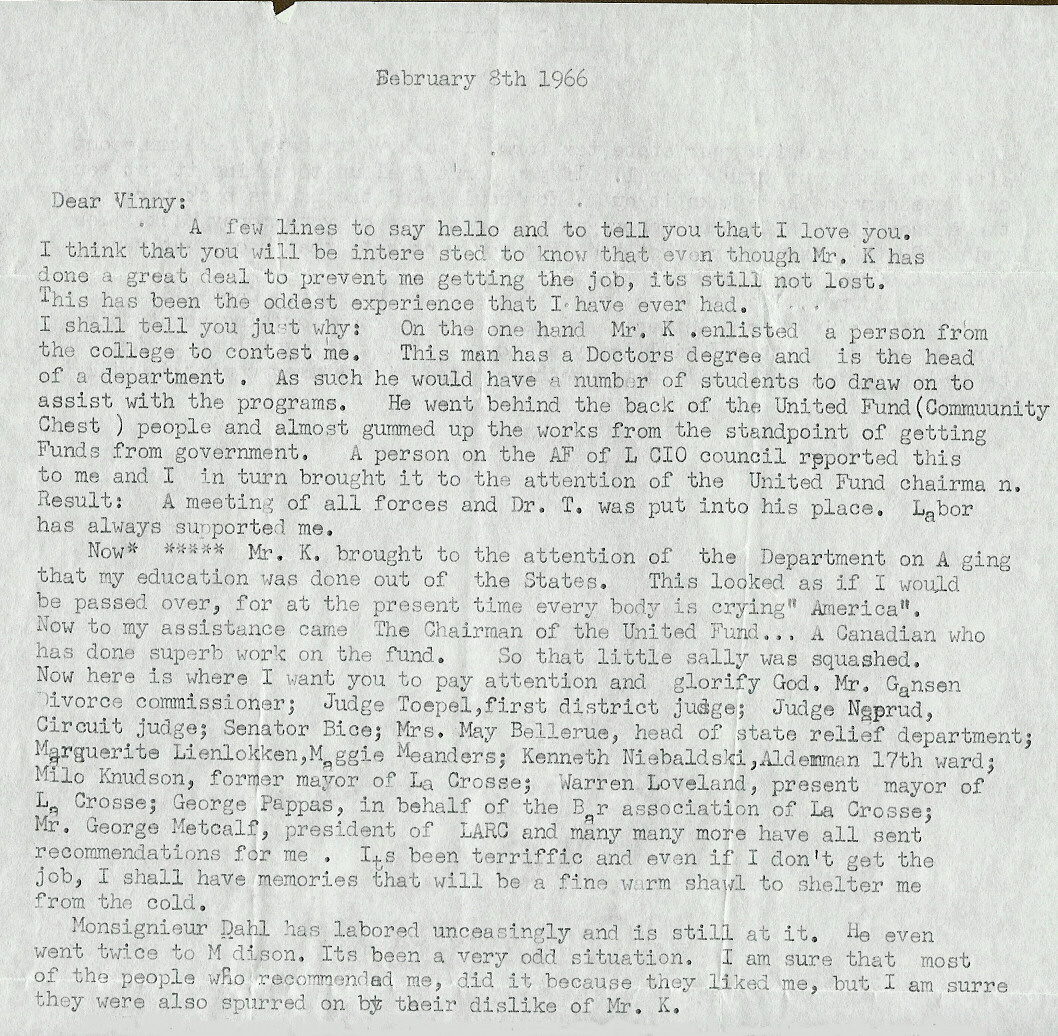 February 8th 1966
Dear Vinny:
A few lines to say hello and to tell you that I love you.
I think that you will be intere sted to know that even though Mr. K has
done a great deal to prevent me getting the job, its still not lost.
This has been the oddest experience that I have ever had.
I shall tell you just why: On the one hand Mr. K .enlisted a person from
the college to contest me. This man has a Doctors degree and is the head
of a department . As such he would have a number of students to draw on to
assist with the programs. He went behind the back of the United Fund(Commuunity
Chest ) people and almost gummed up the works from the standpoint of getting
Funds from government. A person on the AF of L CIO council rpported this
to me and I in turn brought it to the attention of the United Fund chairma n.
Result: A meeting of all forces and Dr. T. was put into his place. Labor
has always supported me.
Now* ***** Mr. K. brought to the attention of the Department on A ging
that my education was done out of the States. This looked as if I would
be passed over, for at the present time every body is crying" America".
Now to my assistance came The Chairman of the United Fund... A Canadian who
has done superb work on the fund. So that little sally was squashed.
Now here is where I want you to pay attention and glorify God. Mr. Gansen
Divorce commissioner; Judge Toepel,first district judge; Judge Neprud,
Circuit judge; Senator Bice; Mrs. May Bellerue, head of state relief department;
Marguerite Lienlokken,Maggie Meanders; Kenneth Niebaldski,Aldemman 17th ward;
Milo Knudson, former mayor of La Crosse; Warren Loveland, present mayor of
La Crosse; George Pappas, in behalf of the Bar association of La Crosse;
Mr. George Metcalf, president of LARC and many many more have all sent
recommendations for me . Its been terriffic and even if I don't get the
job, I shall have memories that will be a fine warm shawl to shelter me
from the cold.
Monsignieur Dahl has labored unceasingly and is still at it. He even
went twice to M dison. Its been a very odd situation. I am sure that most
of the people who recommended me, did it because they liked me, but I am surre
they were also spurred on by their dislike of Mr. K.